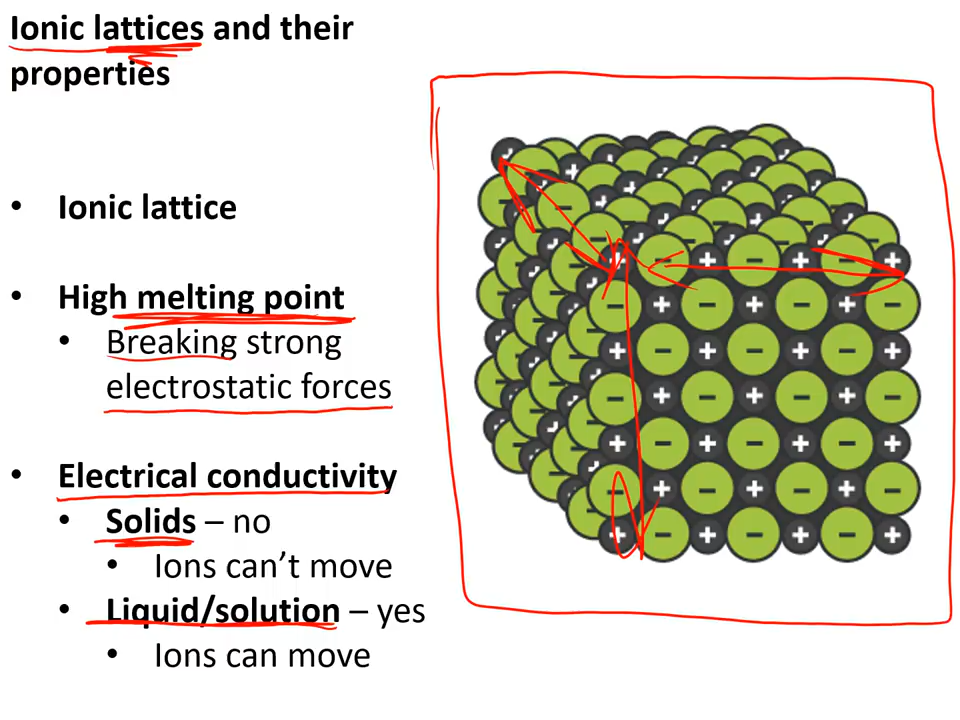 Ionic lattices and their
properties
• Ionic lattice
• High melting point
• Breaking strong
electrostatic forces
• Electrical conductivity
• Solids – no
• Ions can’t move
• Liquid/solution – yes
• Ions can move